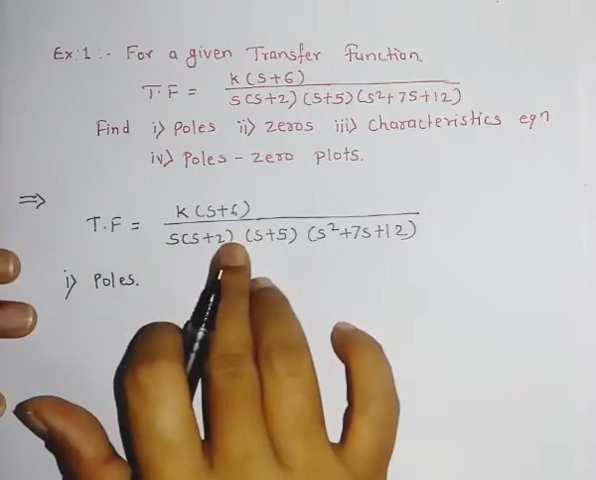 Ex:1:- For a given Transfer Function.
T.F = K(S+6) / S(S+2)(S+5)(S²+7S+12)
Find i) Poles ii) zeros iii) characteristics eqn
iv) Poles - zero plots.
⇒ T.F = K(S+6) / S(S+2)(S+5)(S²+7S+12)
i) Poles.